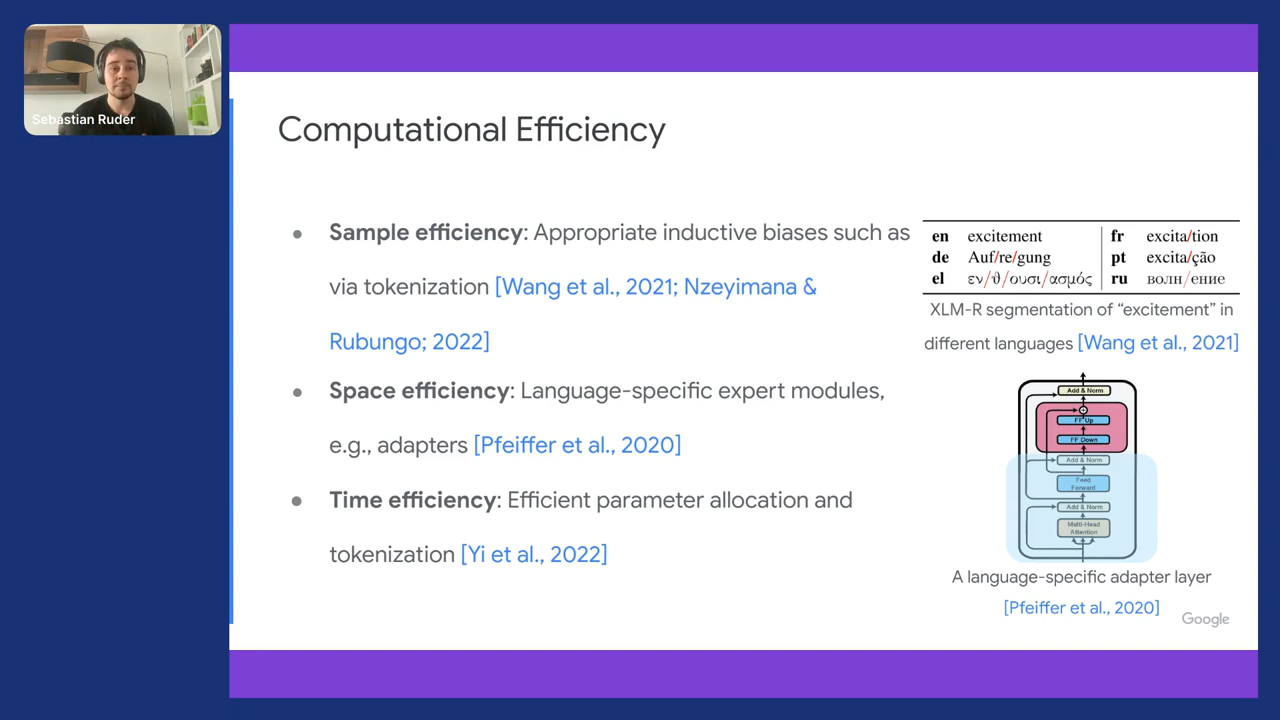 Sebastian Ruder
Computational Efficiency
● Sample efficiency: Appropriate inductive biases such as
via tokenization [Wang et al., 2021; Nzeyimana &
Rubungo; 2022]
● Space efficiency: Language-specific expert modules,
e.g., adapters [Pfeiffer et al., 2020]
● Time efficiency: Efficient parameter allocation and
tokenization [Yi et al., 2022]
en excitement fr excita/tion
de Auf/re/gung pt excita/ção
el εν/θ/ουσι/ασμός ru волн/ение
XLM-R segmentation of “excitement” in
different languages [Wang et al., 2021]
Add & Norm
FF Up
FF Down
Add & Norm
Feed
Forward
Add & Norm
Multi-Head
Attention
A language-specific adapter layer
[Pfeiffer et al., 2020]
Google